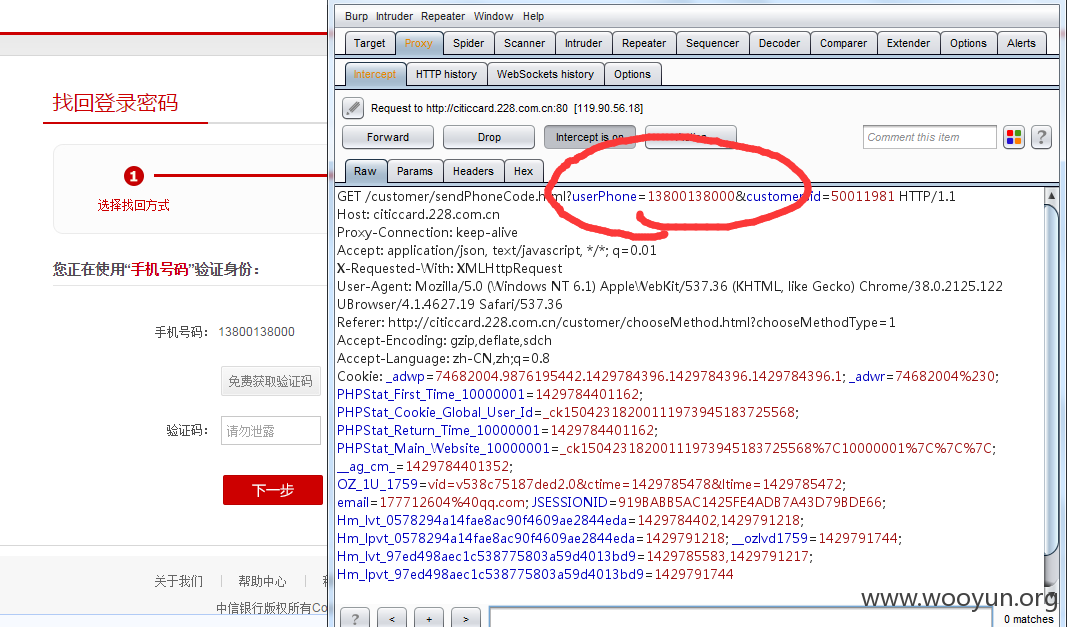 找回登录密码
1
选择找回方式
您正在使用“手机号码”验证身份：
手机号码： 13800138000
免费获取验证码
验证码： 请勿泄露
下一步
关于我们 帮助中心
中信银行版权所有Co
Burp Intruder Repeater Window Help
Target Proxy Spider Scanner Intruder Repeater Sequencer Decoder Comparer Extender Options Alerts
Intercept HTTP history WebSockets history Options
Request to http://citiccard.228.com.cn:80 [119.90.56.18]
Forward Drop Intercept is on
Comment this item ?
Raw Params Headers Hex
GET /customer/sendPhoneCode.html?userPhone=13800138000&customerId=50011981 HTTP/1.1
Host: citiccard.228.com.cn
Proxy-Connection: keep-alive
Accept: application/json, text/javascript, */*; q=0.01
X-Requested-With: XMLHttpRequest
User-Agent: Mozilla/5.0 (Windows NT 6.1) AppleWebKit/537.36 (KHTML, like Gecko) Chrome/38.0.2125.122
UBrowser/4.1.4627.19 Safari/537.36
Referer: http://citiccard.228.com.cn/customer/chooseMethod.html?chooseMethodType=1
Accept-Encoding: gzip,deflate,sdch
Accept-Language: zh-CN,zh;q=0.8
Cookie: _adwp=74682004.9876195442.1429784396.1429784396.1429784396.1; _adwr=74682004%230;
PHPStat_First_Time_10000001=1429784401162;
PHPStat_Cookie_Global_User_Id=_ck15042318200111973945183725568;
PHPStat_Return_Time_10000001=1429784401162;
PHPStat_Main_Website_10000001=_ck15042318200111973945183725568%7C10000001%7C%7C%7C;
__ag_cm_=1429784401352;
OZ_1U_1759=vid=v538c75187ded2.0&ctime=1429785478&ltime=1429785472;
email=177712604%40qq.com; JSESSIONID=919BABB5AC1425FE4ADB7A43D79BDE66;
Hm_lvt_0578294a14fae8ac90f4609ae2844eda=1429784402,1429791218;
Hm_lpvt_0578294a14fae8ac90f4609ae2844eda=1429791218; __ozlvd1759=1429791744;
Hm_lvt_97ed498aec1c538775803a59d4013bd9=1429785583,1429791217;
Hm_lpvt_97ed498aec1c538775803a59d4013bd9=1429791744
www.wooyun.org
? < + > 0 matches